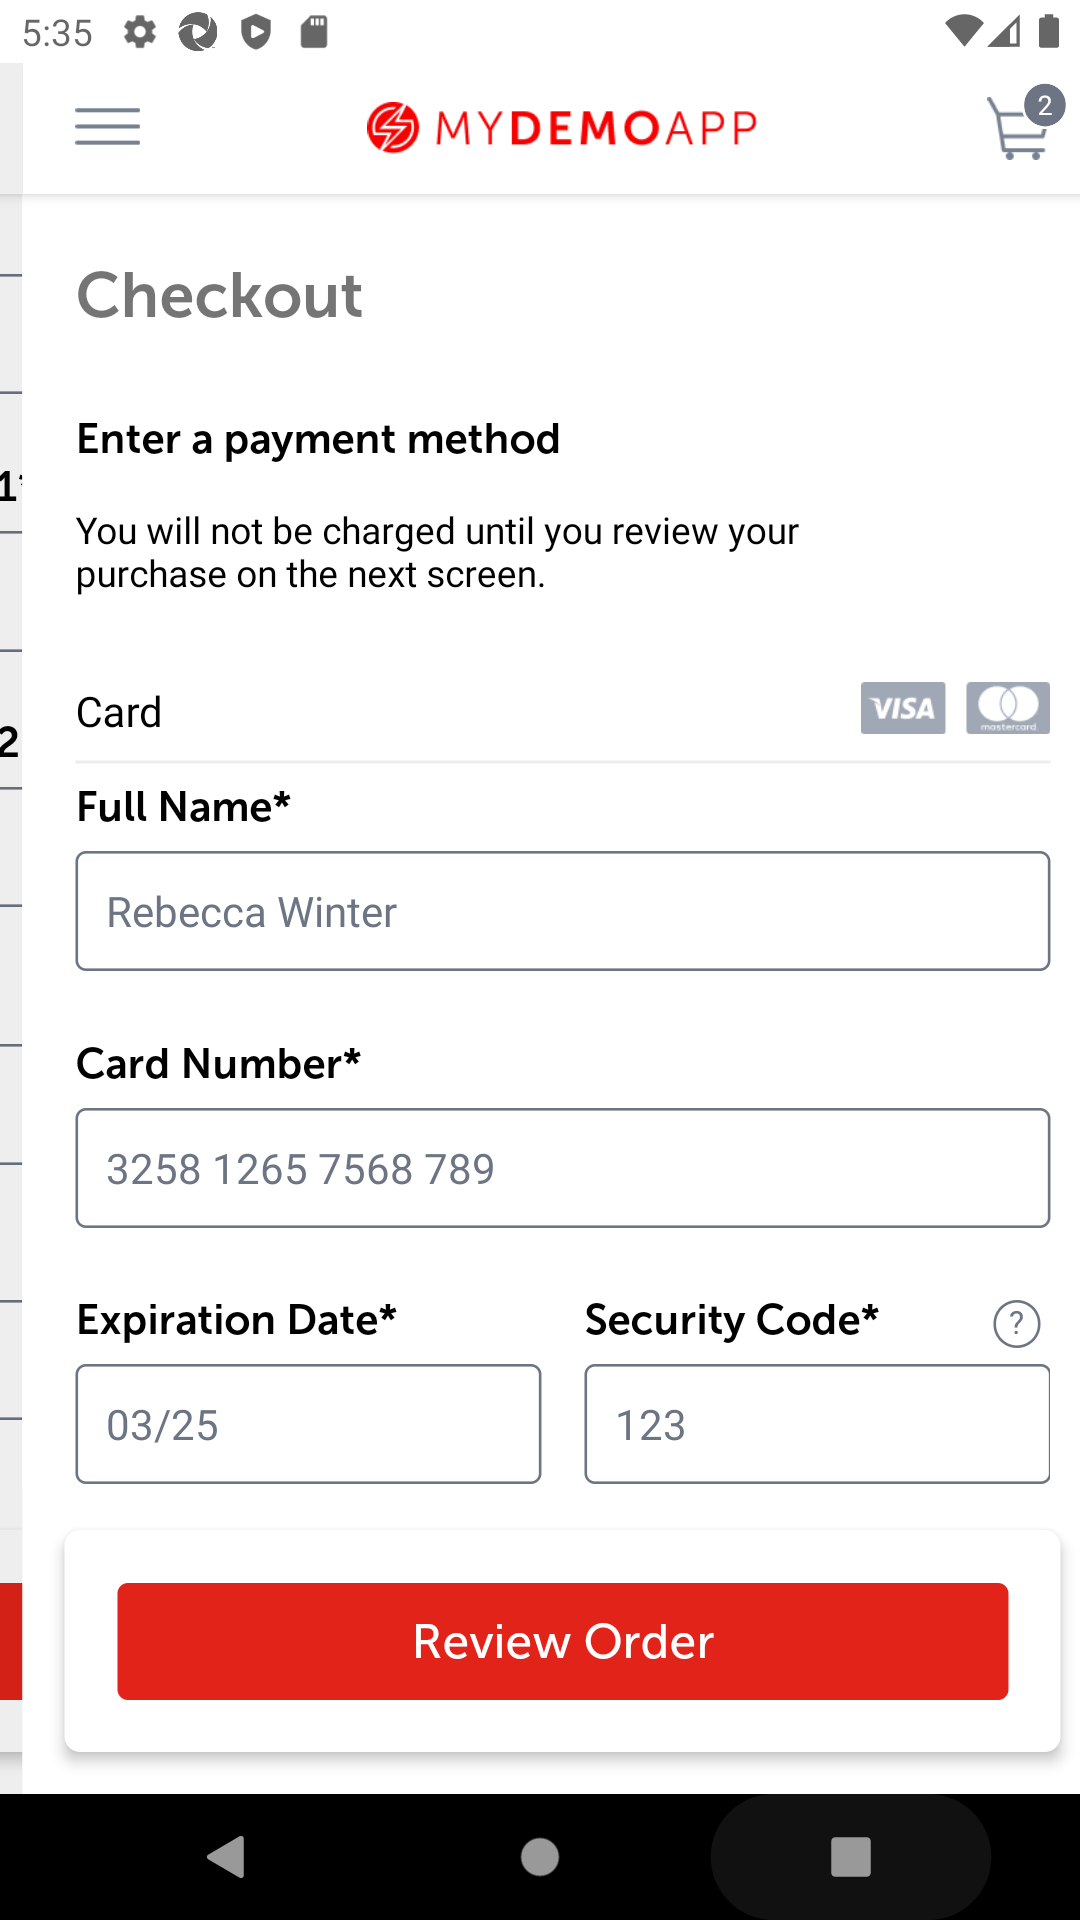 5:35
MYDEMOAPP
2
Checkout
Enter a payment method
1*
You will not be charged until you review your
purchase on the next screen.
Card
VISA
mastercard
2
Full Name*
Rebecca Winter
Card Number*
3258 1265 7568 789
Expiration Date*
Security Code*
?
03/25
123
Review Order